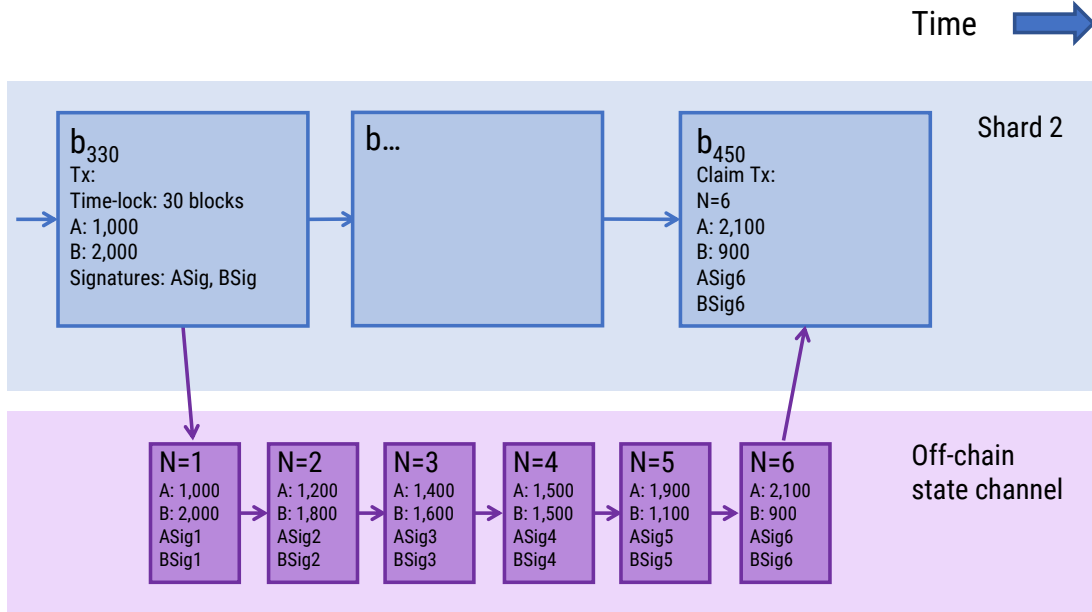 Time
Shard 2
b330
Tx:
Time-lock: 30 blocks
A: 1,000
B: 2,000
Signatures: ASig, BSig
b...
b450
Claim Tx:
N=6
A: 2,100
B: 900
ASig6
BSig6
N=1
A: 1,000
B: 2,000
ASig1
BSig1
N=2
A: 1,200
B: 1,800
ASig2
BSig2
N=3
A: 1,400
B: 1,600
ASig3
BSig3
N=4
A: 1,500
B: 1,500
ASig4
BSig4
N=5
A: 1,900
B: 1,100
ASig5
BSig5
N=6
A: 2,100
B: 900
ASig6
BSig6
Off-chain
state channel